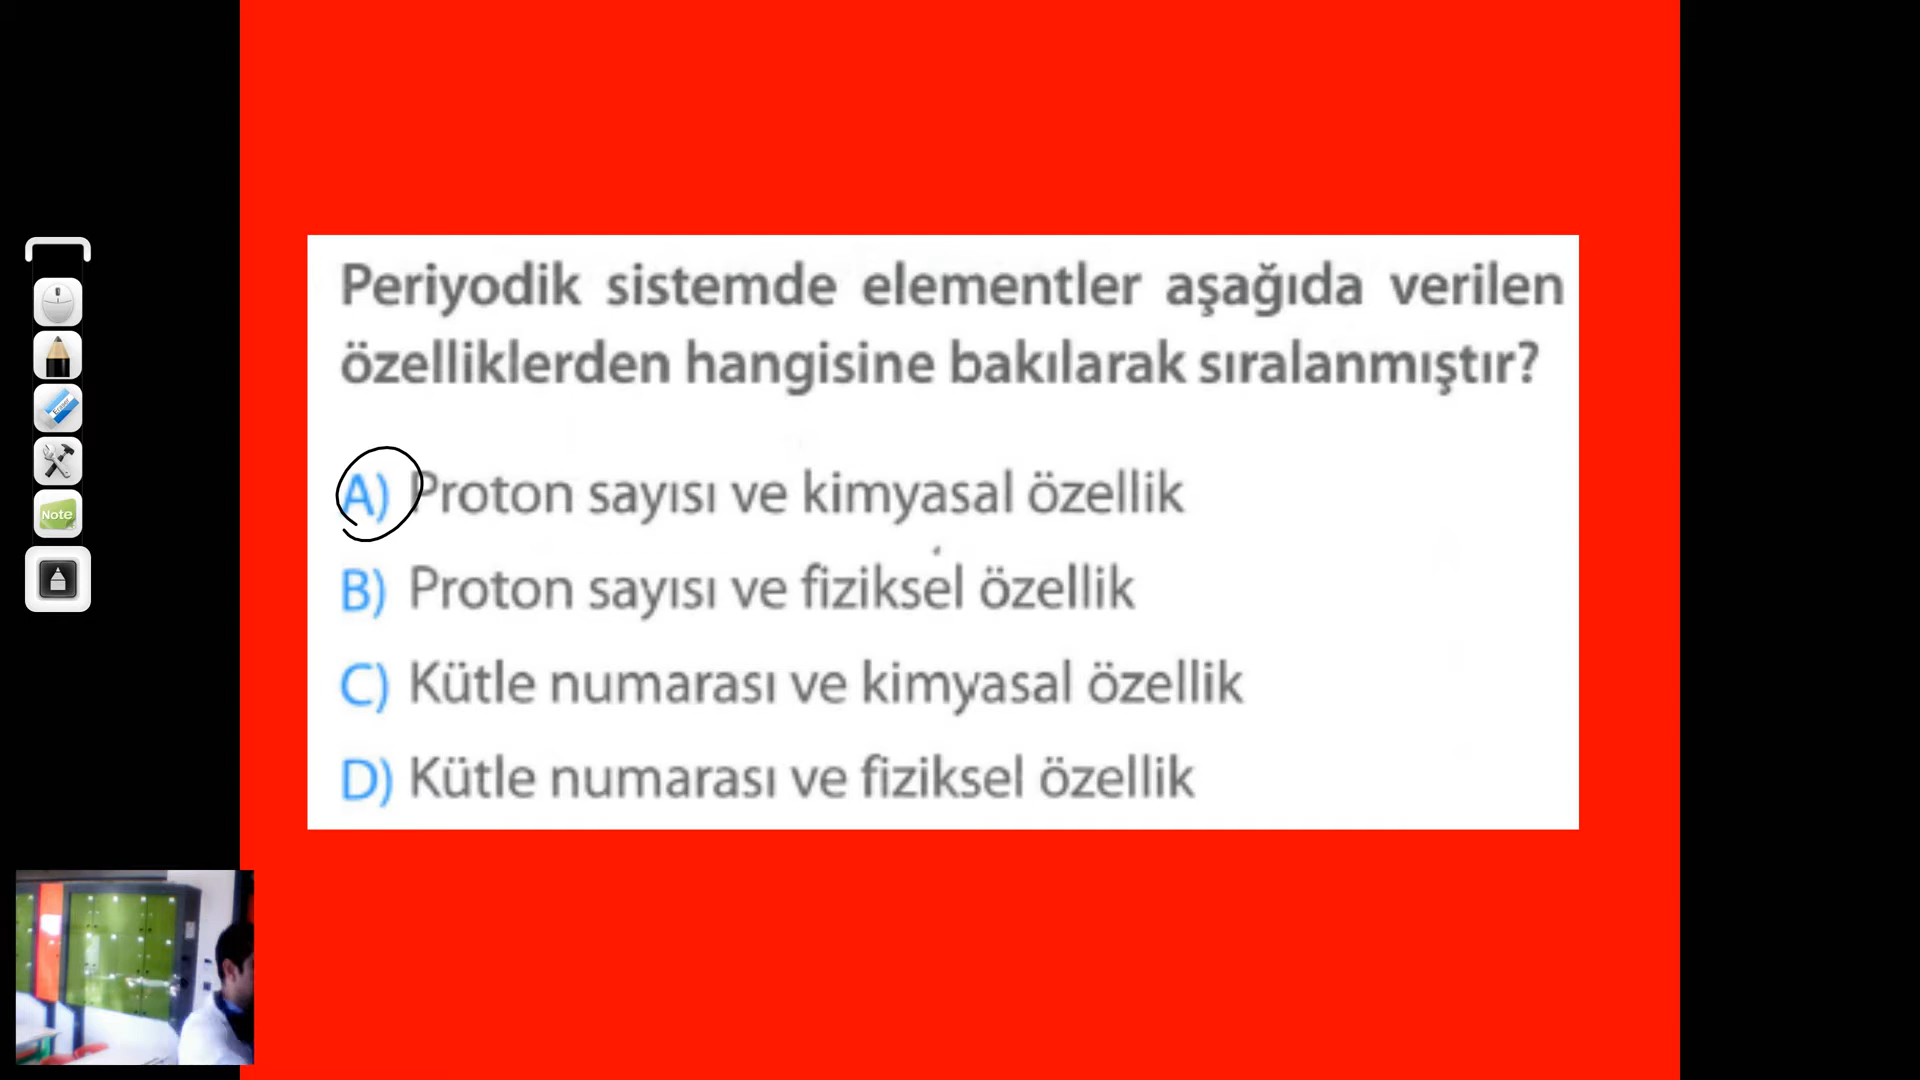 Periyodik sistemde elementler aşağıda verilen
özelliklerden hangisine bakılarak sıralanmıştır?
A) Proton sayısı ve kimyasal özellik
B) Proton sayısı ve fiziksel özellik
C) Kütle numarası ve kimyasal özellik
D) Kütle numarası ve fiziksel özellik
Note